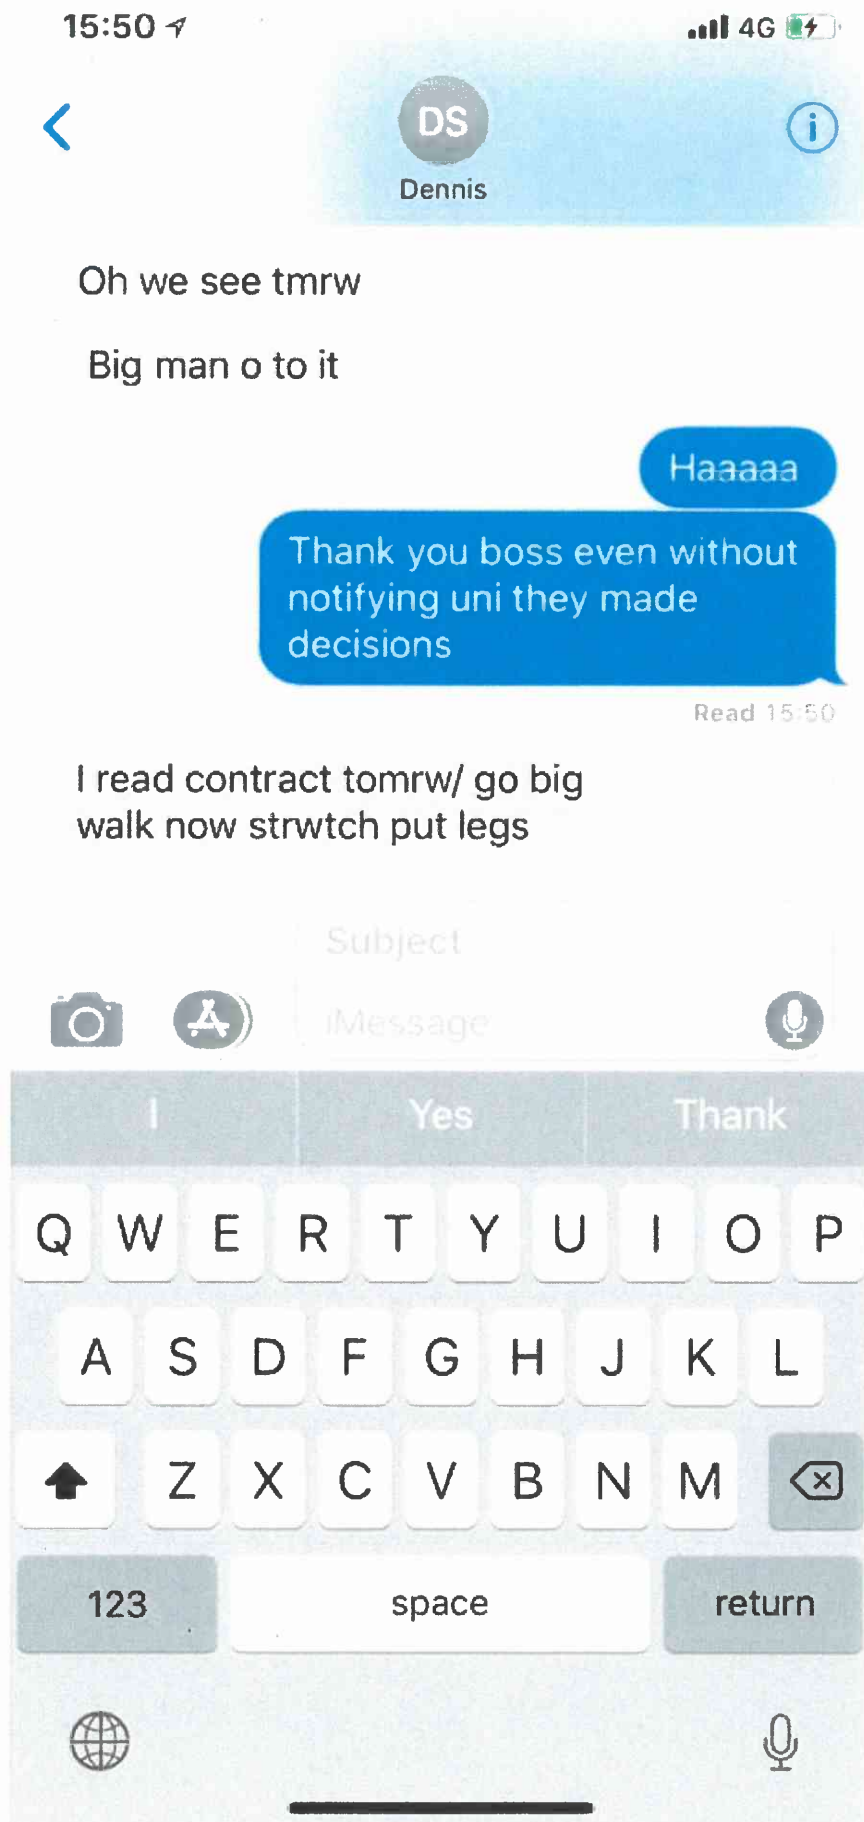 15:50
4G
DS
Dennis
Oh we see tmrw
Big man o to it
Haaaaa
Thank you boss even without
notifying uni they made
decisions
Read 15:50
I read contract tomrw/ go big
walk now strwtch put legs
Subject
iMessage
I Yes Thank
Q W E R T Y U I O P
A S D F G H J K L
Z X C V B N M
123 space return